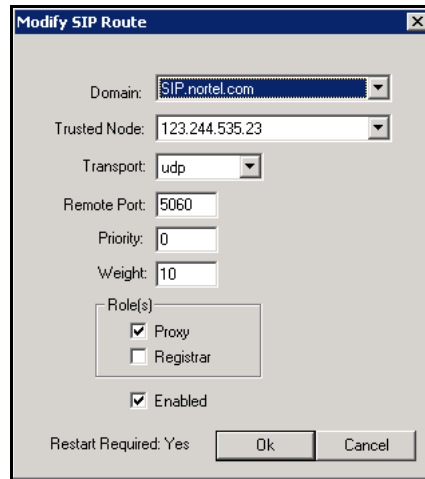 Modify SIP Route
Domain: SIP.nortel.com
Trusted Node: 123.244.535.23
Transport: udp
Remote Port: 5060
Priority: 0
Weight: 10
Role(s)
Proxy
Registrar
Enabled
Restart Required: Yes Ok Cancel